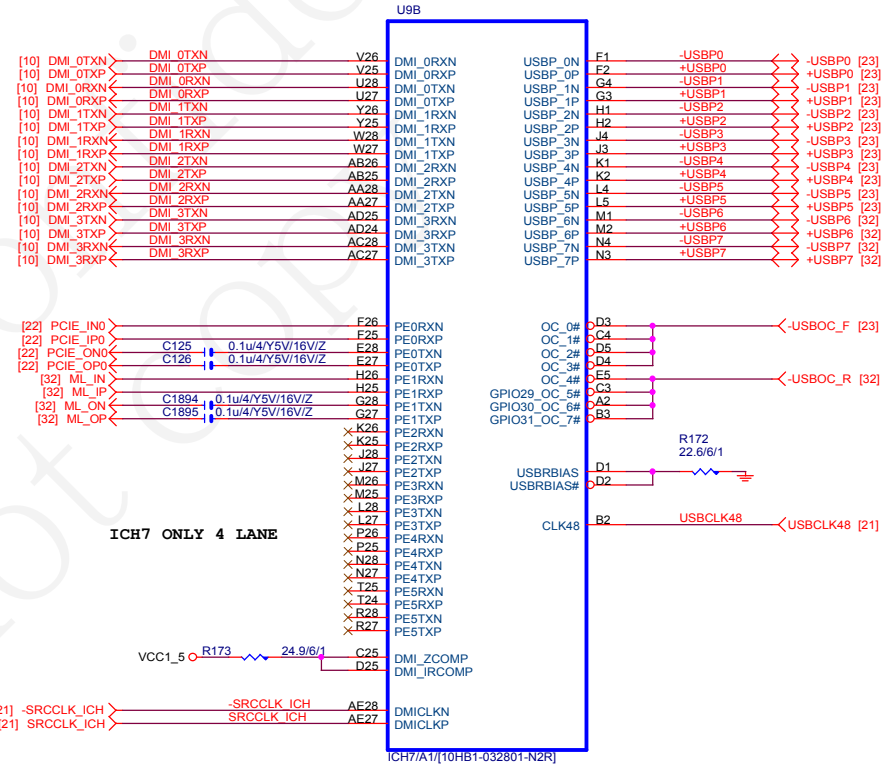 U9B
[10] DMI_0TXN DMI_0TXN V26 DMI_0RXN USBP_0N F1 -USBP0 -USBP0 [23]
[10] DMI_0TXP DMI_0TXP V25 DMI_0RXP USBP_0P F2 +USBP0 +USBP0 [23]
[10] DMI_0RXN DMI_0RXN U28 DMI_0TXN USBP_1N G4 -USBP1 -USBP1 [23]
[10] DMI_0RXP DMI_0RXP U27 DMI_0TXP USBP_1P G3 +USBP1 +USBP1 [23]
[10] DMI_1TXN DMI_1TXN Y26 DMI_1RXN USBP_2N H1 -USBP2 -USBP2 [23]
[10] DMI_1TXP DMI_1TXP Y25 DMI_1RXP USBP_2P H2 +USBP2 +USBP2 [23]
[10] DMI_1RXN DMI_1RXN W28 DMI_1TXN USBP_3N J4 -USBP3 -USBP3 [23]
[10] DMI_1RXP DMI_1RXP W27 DMI_1TXP USBP_3P J3 +USBP3 +USBP3 [23]
[10] DMI_2TXN DMI_2TXN AB26 DMI_2RXN USBP_4N K1 -USBP4 -USBP4 [23]
[10] DMI_2TXP DMI_2TXP AB25 DMI_2RXP USBP_4P K2 +USBP4 +USBP4 [23]
[10] DMI_2RXN DMI_2RXN AA28 DMI_2TXN USBP_5N L4 -USBP5 -USBP5 [23]
[10] DMI_2RXP DMI_2RXP AA27 DMI_2TXP USBP_5P L5 +USBP5 +USBP5 [23]
[10] DMI_3TXN DMI_3TXN AD25 DMI_3RXN USBP_6N M1 -USBP6 -USBP6 [32]
[10] DMI_3TXP DMI_3TXP AD24 DMI_3RXP USBP_6P M2 +USBP6 +USBP6 [32]
[10] DMI_3RXN DMI_3RXN AC28 DMI_3TXN USBP_7N N4 -USBP7 -USBP7 [32]
[10] DMI_3RXP DMI_3RXP AC27 DMI_3TXP USBP_7P N3 +USBP7 +USBP7 [32]
[22] PCIE_IN0 F26 PE0RXN OC_0# D3 -USBOC_F [23]
[22] PCIE_IP0 F25 PE0RXP OC_1# C4
[22] PCIE_ON0 C125 0.1u/4/Y5V/16V/Z E28 PE0TXN OC_2# D5
[22] PCIE_OP0 C126 0.1u/4/Y5V/16V/Z E27 PE0TXP OC_3# D4
[32] ML_IN H26 PE1RXN OC_4# E5 -USBOC_R [32]
[32] ML_IP H25 PE1RXP GPIO29_OC_5# C3
[32] ML_ON C1894 0.1u/4/Y5V/16V/Z G28 PE1TXN GPIO30_OC_6# A2
[32] ML_OP C1895 0.1u/4/Y5V/16V/Z G27 PE1TXP GPIO31_OC_7# B3
K26 PE2RXN
K25 PE2RXP R172
J28 PE2TXN 22.6/6/1
J27 PE2TXP USBRBIAS D1
M26 PE3RXN USBRBIAS# D2
M25 PE3RXP
L28 PE3TXN
L27 PE3TXP CLK48 B2 USBCLK48 USBCLK48 [21]
ICH7 ONLY 4 LANE P26 PE4RXN
P25 PE4RXP
N28 PE4TXN
N27 PE4TXP
T25 PE5RXN
T24 PE5RXP
R28 PE5TXN
R27 PE5TXP
VCC1_5 R173 24.9/6/1 C25 DMI_ZCOMP
D25 DMI_IRCOMP
21] -SRCCLK_ICH -SRCCLK_ICH AE28 DMICLKN
21] SRCCLK_ICH SRCCLK_ICH AE27 DMICLKP
ICH7/A1/[10HB1-032801-N2R]